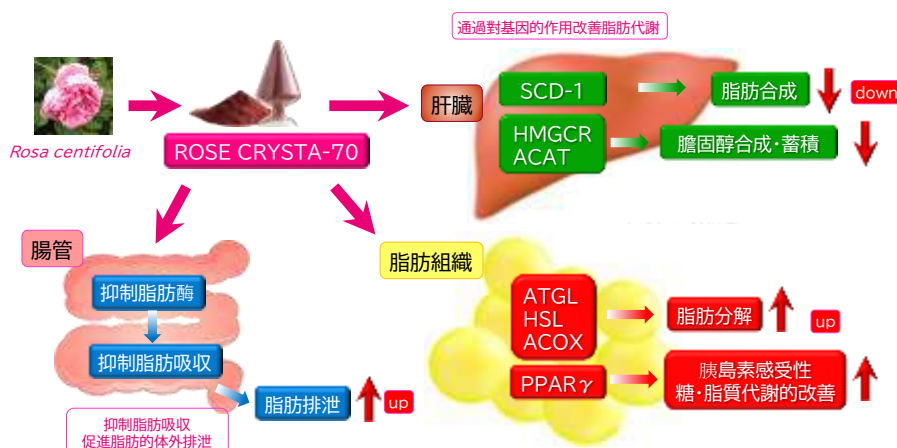 通過對基因的作用改善脂肪代謝
肝臓
SCD-1
脂肪合成
down
HMGCR
ACAT
膽固醇合成·蓄積
Rosa centifolia
ROSE CRYSTA-70
腸管
抑制脂肪酶
抑制脂肪吸収
脂肪排泄
up
抑制脂肪吸收
促進脂肪的体外排泄
脂肪組織
ATGL
HSL
ACOX
脂肪分解
up
PPARγ
胰島素感受性
糖·脂質代謝的改善